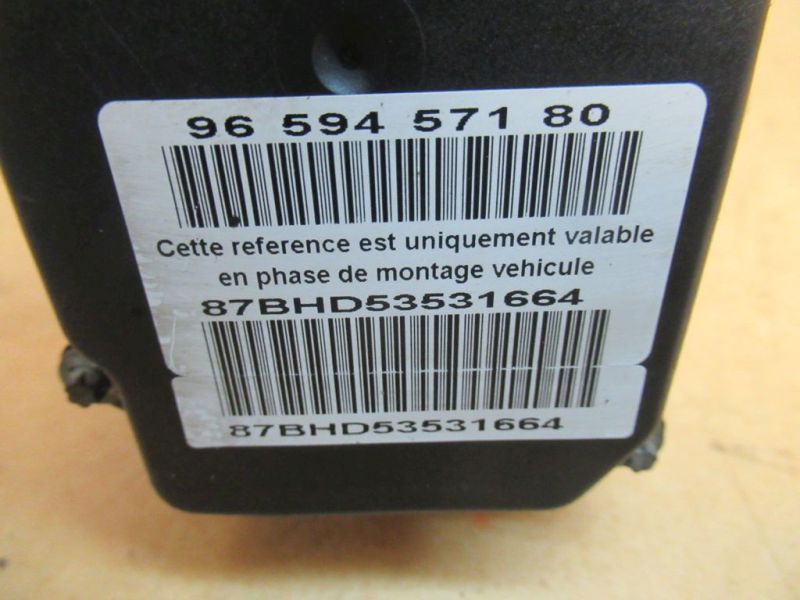 96 594 571 80
Cette reference est uniquement valable
en phase de montage vehicule
87BHD53531664
87BHD53531664